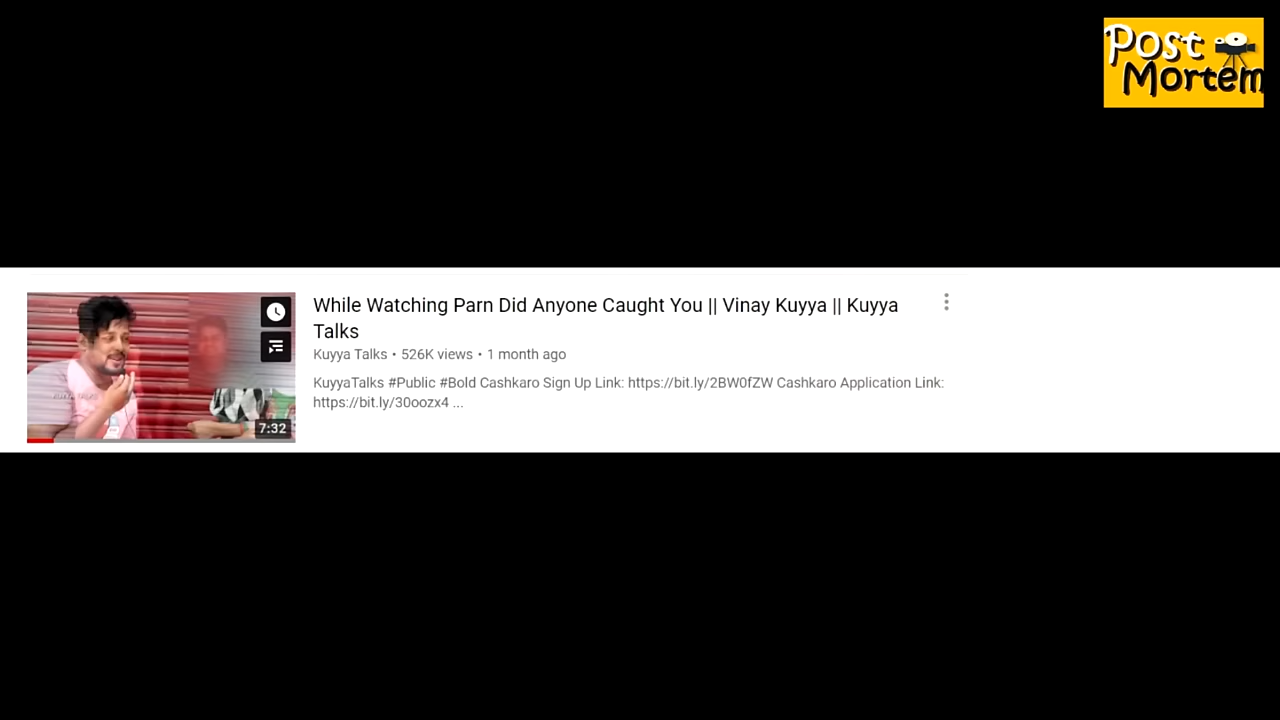 Post
Mortem
While Watching Parn Did Anyone Caught You || Vinay Kuyya || Kuyya
Talks
Kuyya Talks • 526K views • 1 month ago
KuyyaTalks #Public #Bold Cashkaro Sign Up Link: https://bit.ly/2BW0fZW Cashkaro Application Link:
https://bit.ly/30oozx4 ...
7:32